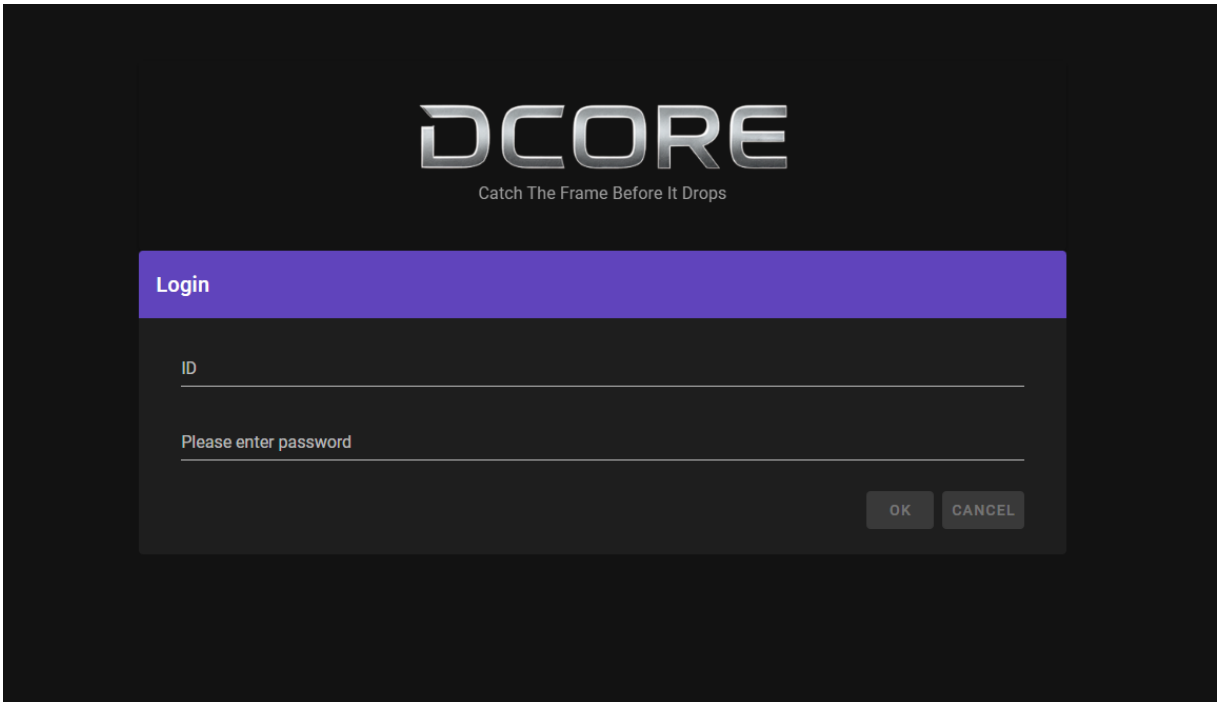 DCORE
Catch The Frame Before It Drops
Login
ID
Please enter password
OK CANCEL